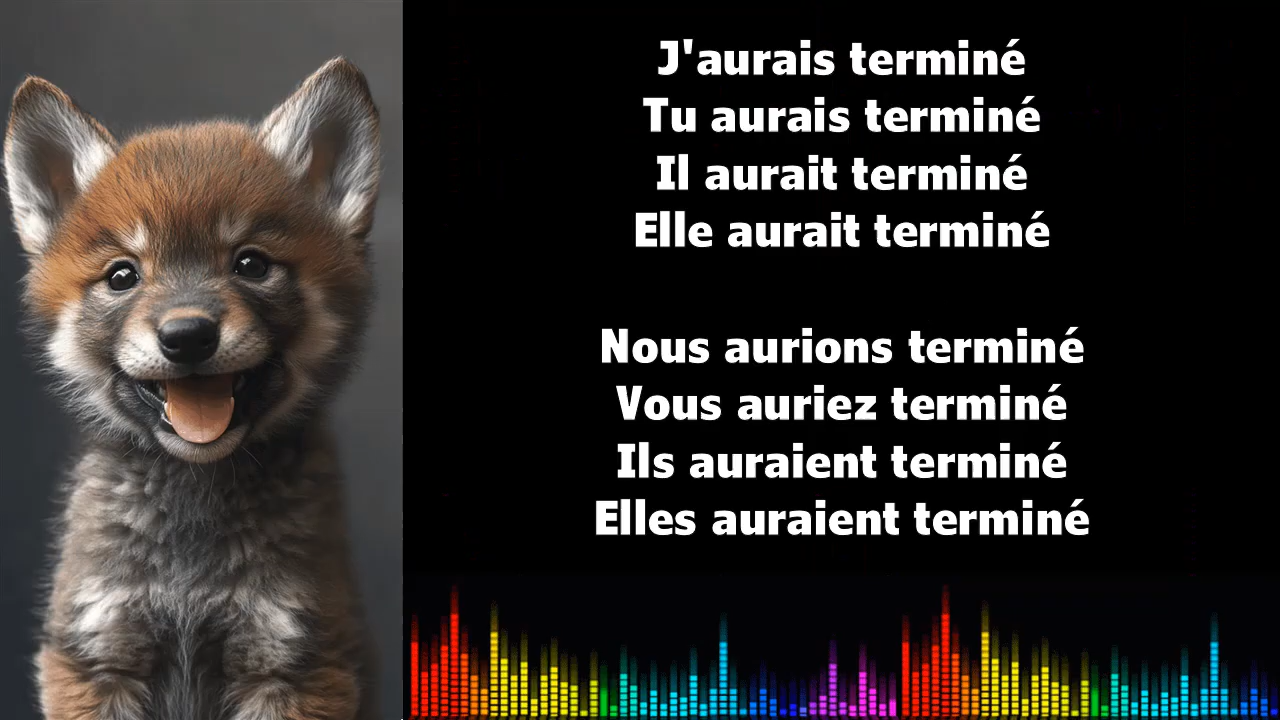 J'aurais terminé
Tu aurais terminé
Il aurait terminé
Elle aurait terminé
Nous aurions terminé
Vous auriez terminé
Ils auraient terminé
Elles auraient terminé